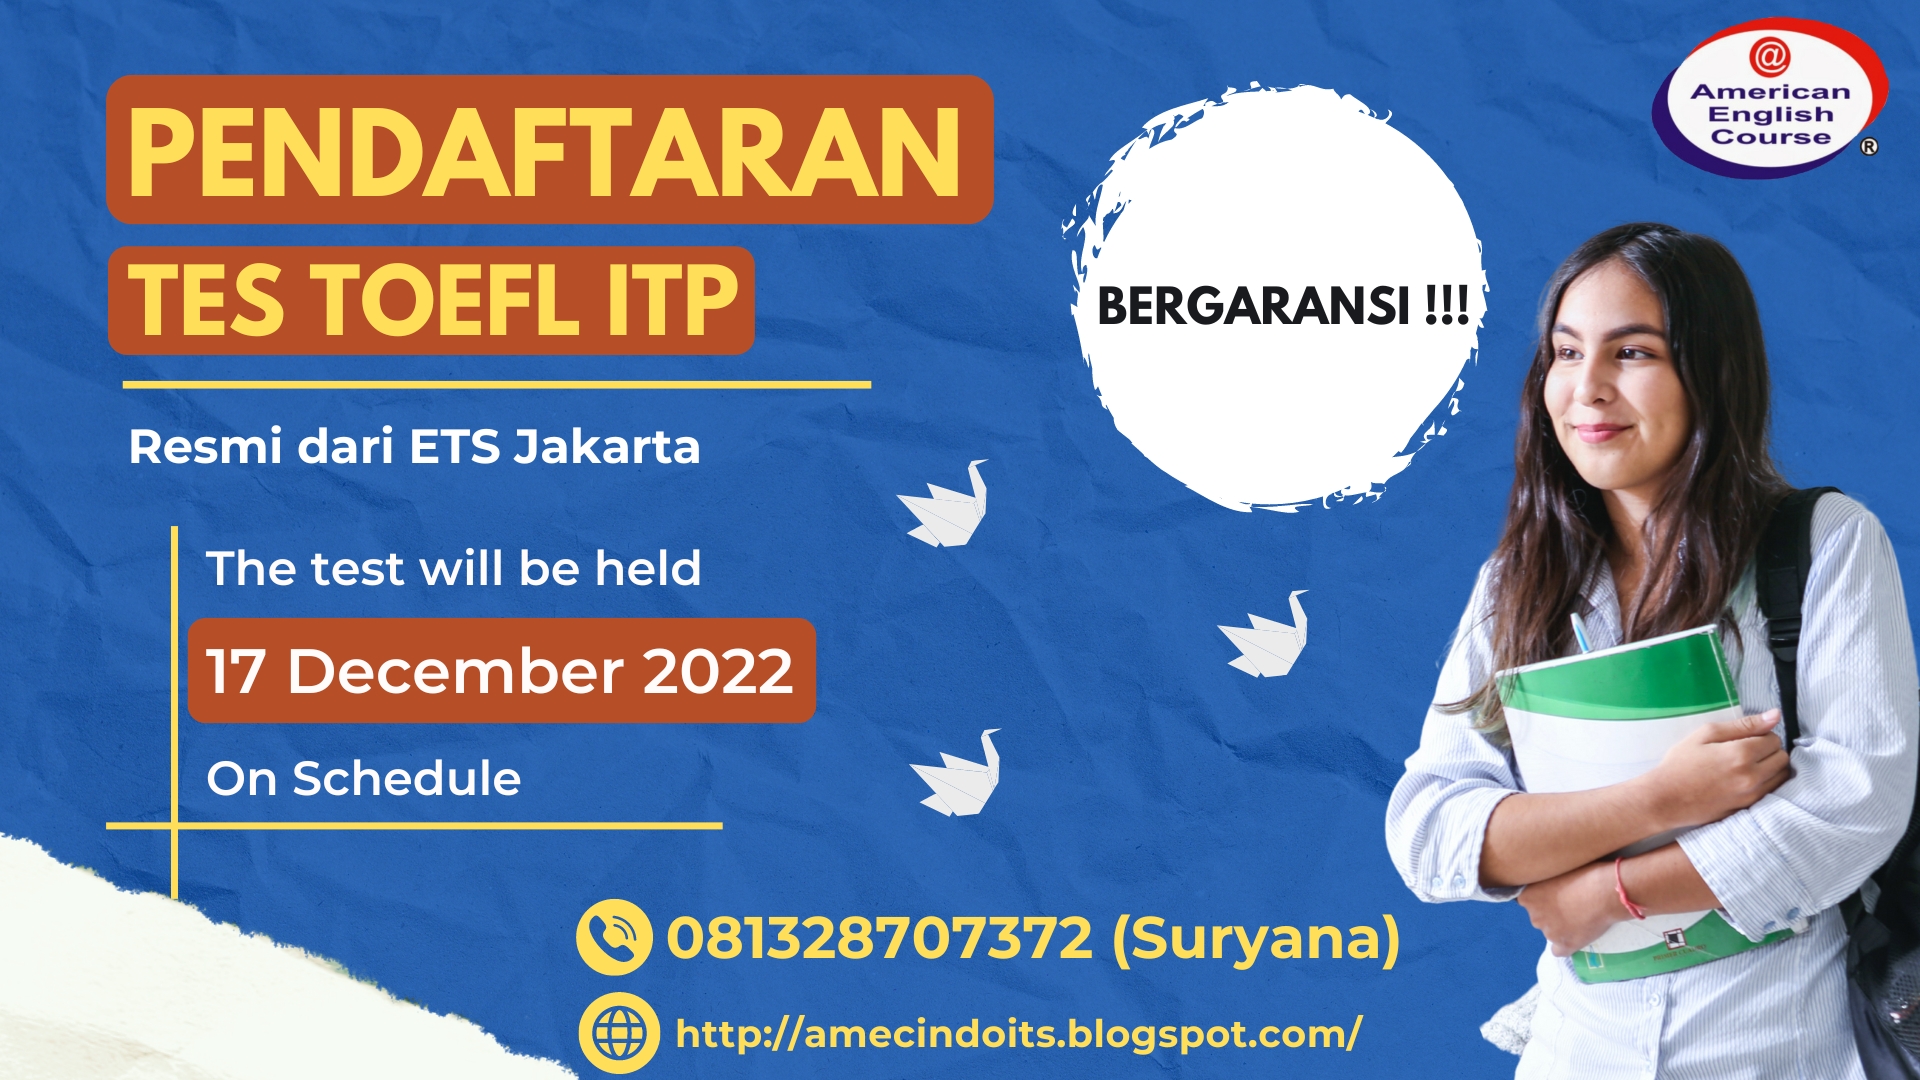 PENDAFTARAN
TES TOEFL ITP
Resmi dari ETS Jakarta
The test will be held
17 December 2022
On Schedule
BERGARANSI !!!
@
American
English
Course
®
081328707372 (Suryana)
http://amecindoits.blogspot.com/